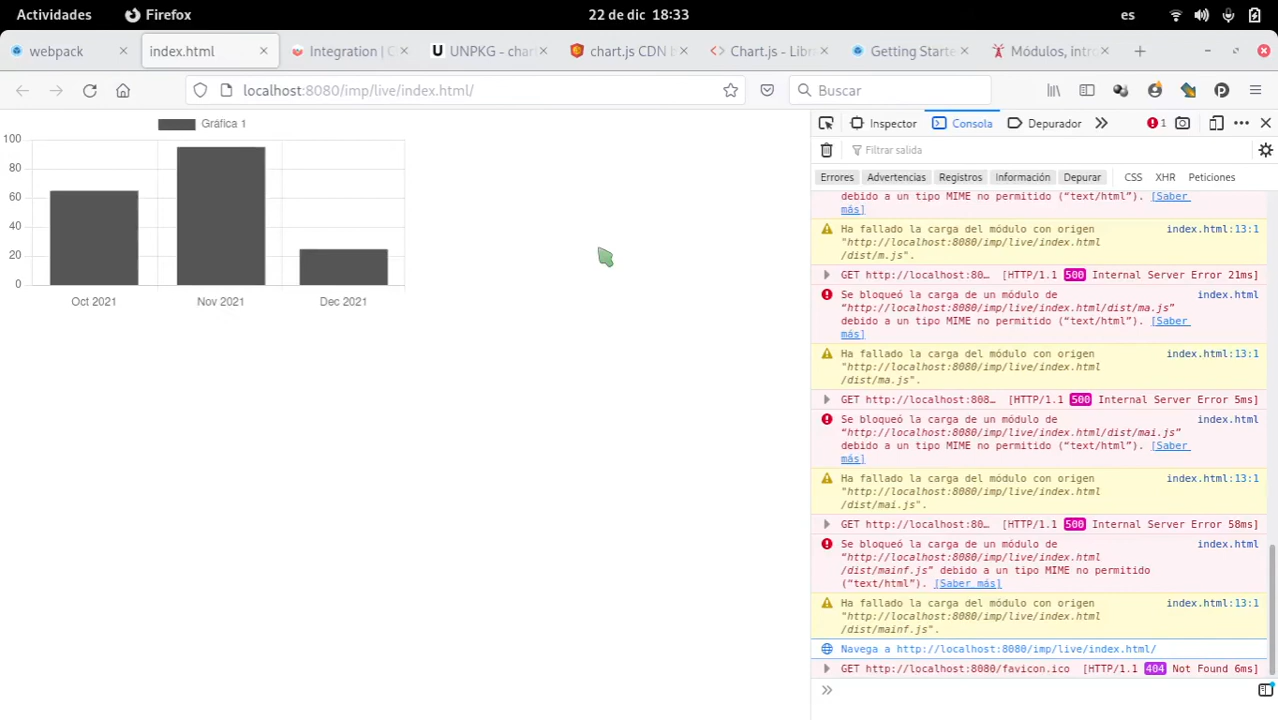 Actividades Firefox 22 de dic 18:33 es
webpack index.html Integration | C UNPKG - char chart.js CDN b Chart.js - Libr Getting Starte Módulos, intro
localhost:8080/imp/live/index.html/ Buscar
Inspector Consola Depurador 1
Filtrar salida
Errores Advertencias Registros Información Depurar CSS XHR Peticiones
Gráfica 1
100
80
60
40
20
0
Oct 2021 Nov 2021 Dec 2021
debido a un tipo MIME no permitido (“text/html”). [Saber
más]
Ha fallado la carga del módulo con origen index.html:13:1
"http://localhost:8080/imp/live/index.html
/dist/m.js".
GET http://localhost:80… [HTTP/1.1 500 Internal Server Error 21ms]
Se bloqueó la carga de un módulo de index.html
“http://localhost:8080/imp/live/index.html/dist/ma.js”
debido a un tipo MIME no permitido (“text/html”). [Saber
más]
Ha fallado la carga del módulo con origen index.html:13:1
"http://localhost:8080/imp/live/index.html
/dist/ma.js".
GET http://localhost:808… [HTTP/1.1 500 Internal Server Error 5ms]
Se bloqueó la carga de un módulo de index.html
“http://localhost:8080/imp/live/index.html/dist/mai.js”
debido a un tipo MIME no permitido (“text/html”). [Saber
más]
Ha fallado la carga del módulo con origen index.html:13:1
"http://localhost:8080/imp/live/index.html
/dist/mai.js".
GET http://localhost:80… [HTTP/1.1 500 Internal Server Error 58ms]
Se bloqueó la carga de un módulo de index.html
“http://localhost:8080/imp/live/index.html
/dist/mainf.js” debido a un tipo MIME no permitido
(“text/html”). [Saber más]
Ha fallado la carga del módulo con origen index.html:13:1
"http://localhost:8080/imp/live/index.html
/dist/mainf.js".
Navega a http://localhost:8080/imp/live/index.html/
GET http://localhost:8080/favicon.ico [HTTP/1.1 404 Not Found 6ms]